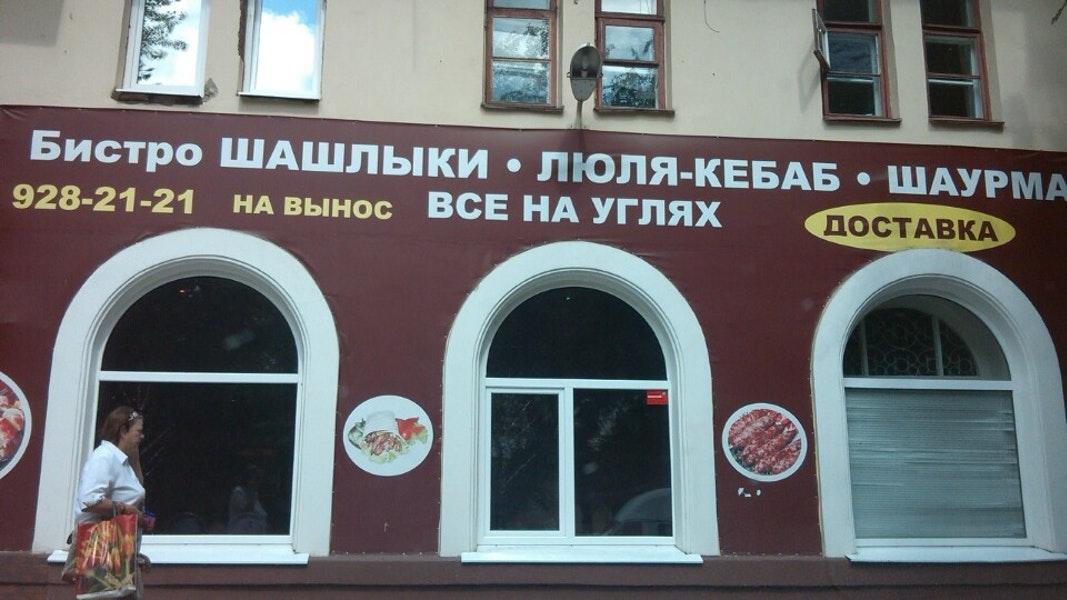 Бистро ШАШЛЫКИ • ЛЮЛЯ-КЕБАБ • ШАУРМА
928-21-21 НА ВЫНОС ВСЕ НА УГЛЯХ ДОСТАВКА